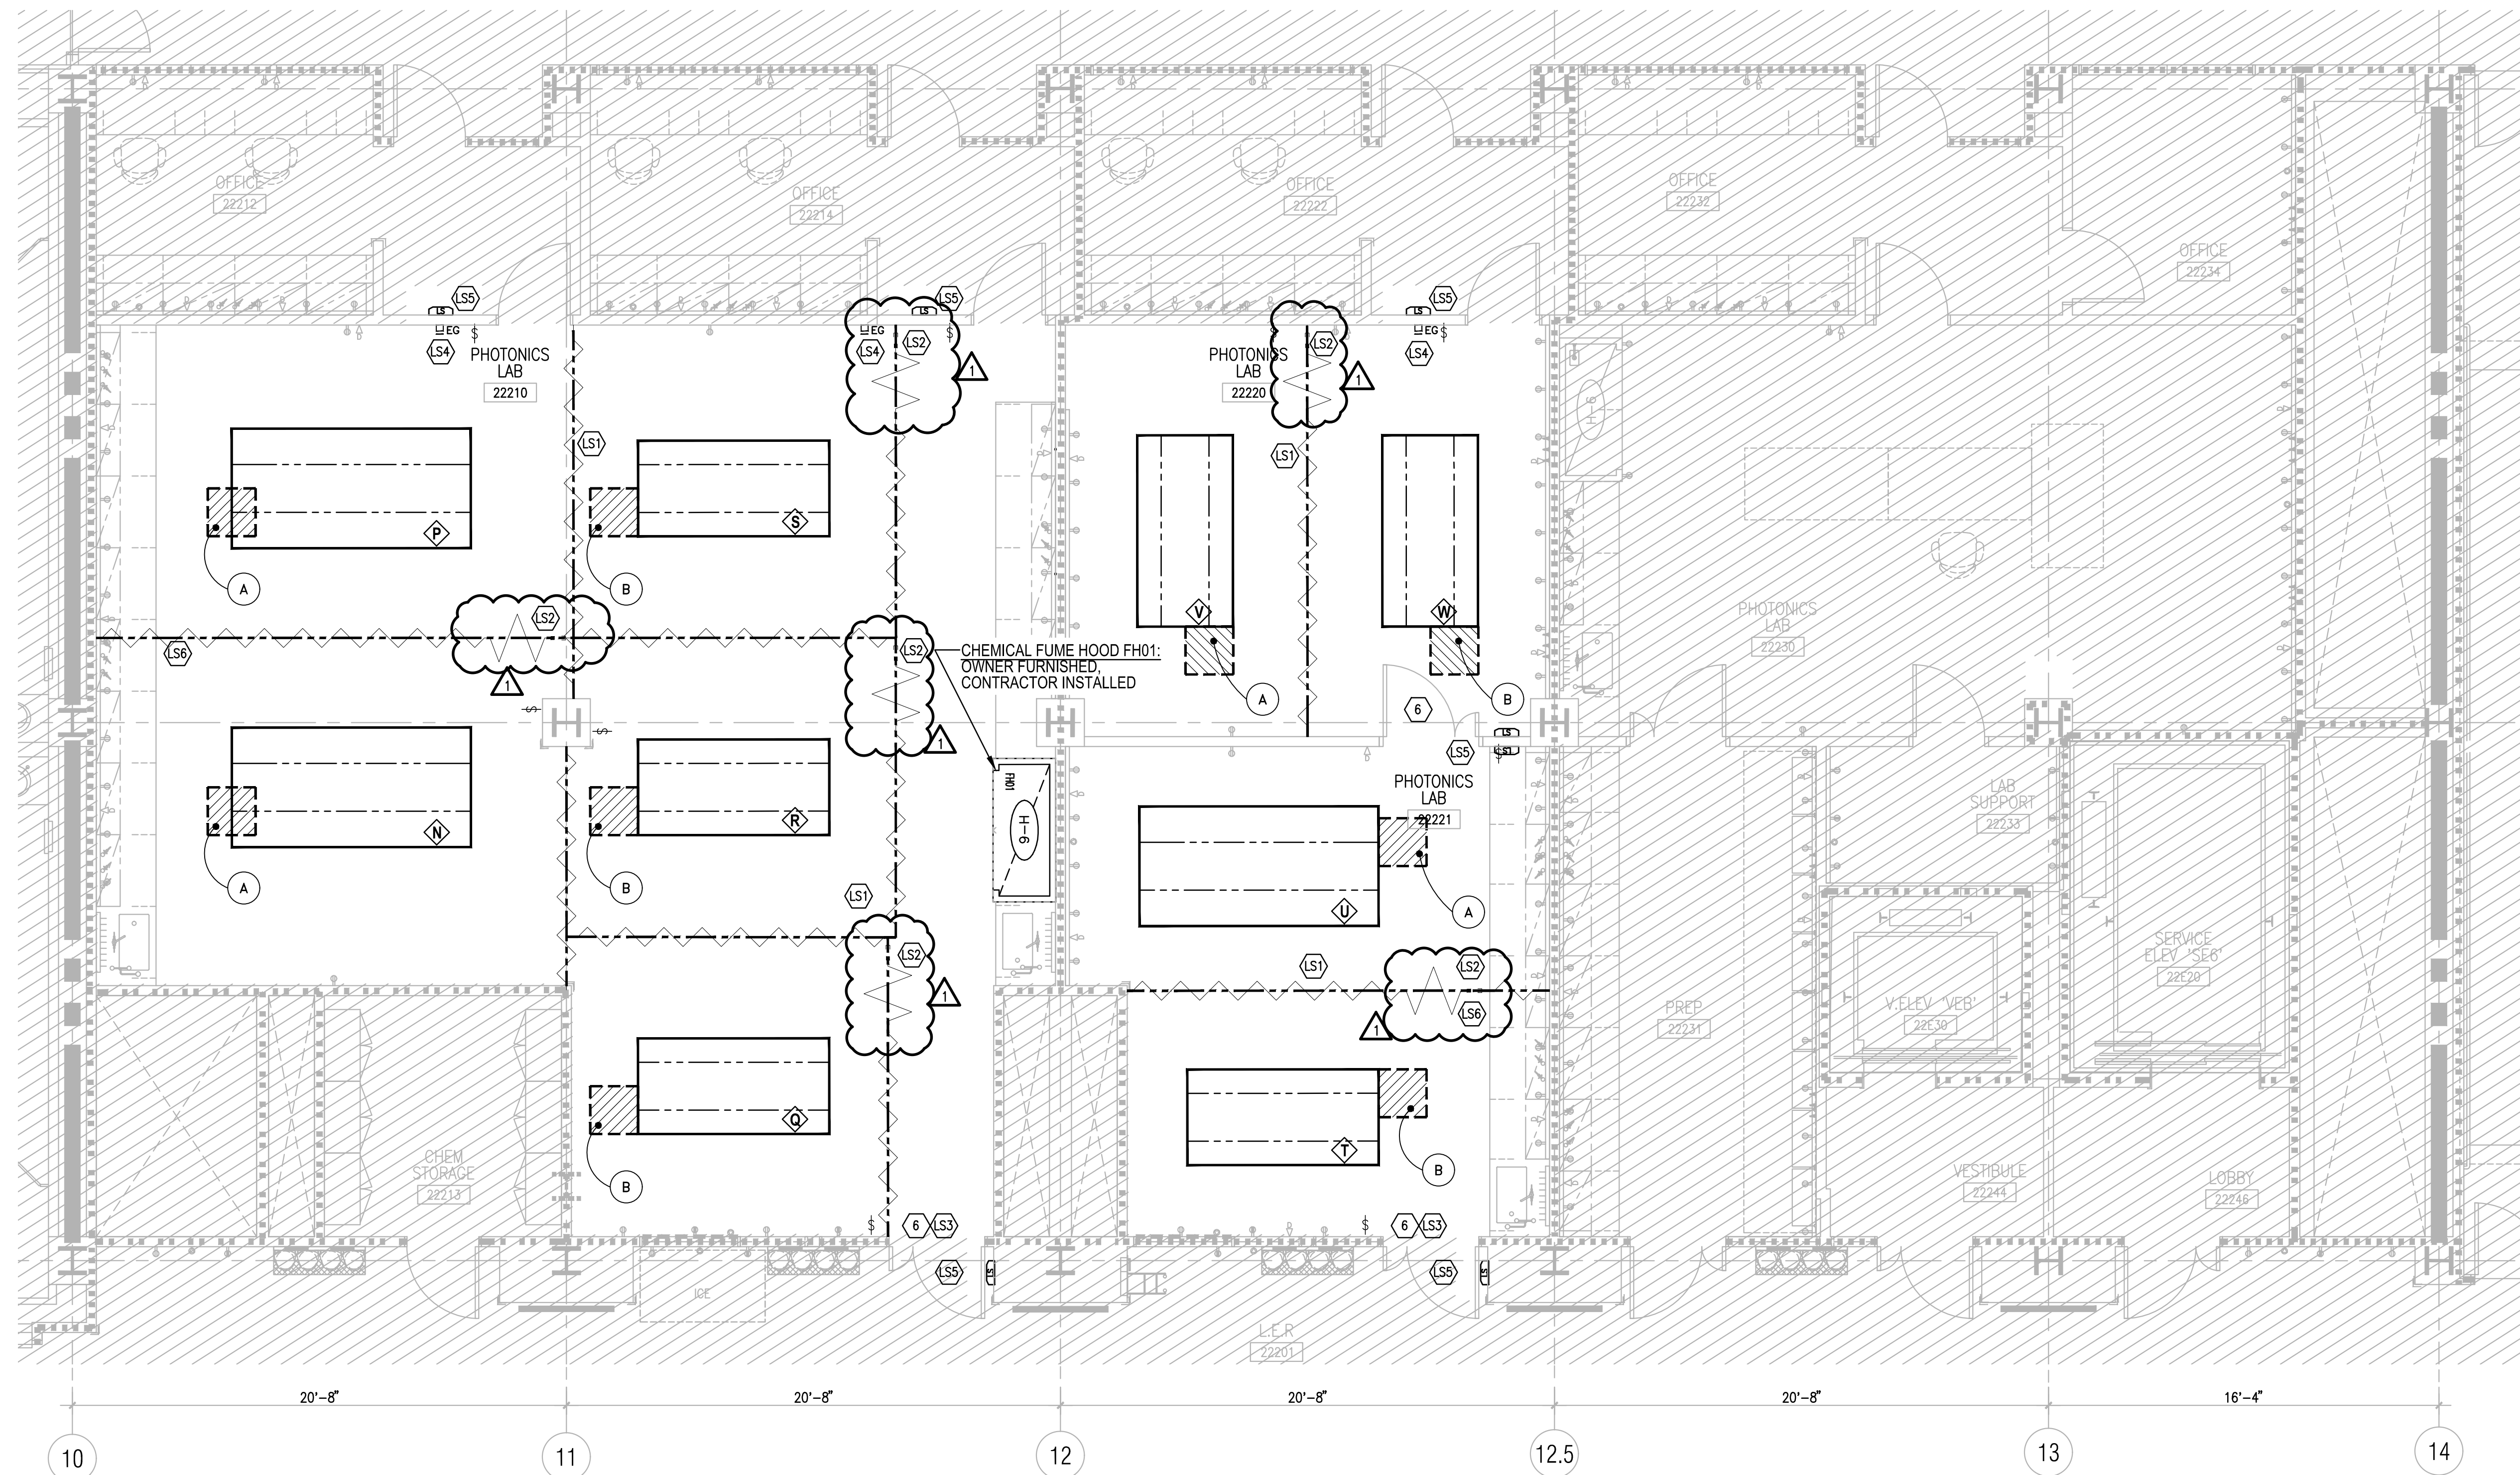 OFFICE
22212
OFFICE
22214
OFFICE
22222
OFFICE
22232
OFFICE
22234
LS5
LS
EG
$
LS4
PHOTONICS
LAB
22210
LS5
LS
EG
$
LS4
LS2
1
PHOTONICS
LAB
22220
LS2
1
LS5
LS
EG
$
LS4
H-6
LS1
LS1
P
A
S
B
V
A
W
B
LS2
1
LS6
LS2
1
CHEMICAL FUME HOOD FH01:
OWNER FURNISHED,
CONTRACTOR INSTALLED
PHOTONICS
LAB
22230
$
$
6
LS5
LS
LS
$
N
A
R
B
FH01
H-6
PHOTONICS
LAB
22221
U
A
LAB
SUPPORT
22233
LS1
LS2
1
LS1
LS2
LS6
1
PREP
22231
V.ELEV 'VEB'
22E30
SERVICE
ELEV 'SE6'
22E20
Q
B
T
B
CHEM
STORAGE
22213
VESTIBULE
22244
LOBBY
22246
$
6
LS3
$
6
LS3
LS5
LS
LS5
LS
ICE
L.E.R
22201
20'-8"
20'-8"
20'-8"
20'-8"
16'-4"
10
11
12
12.5
13
14